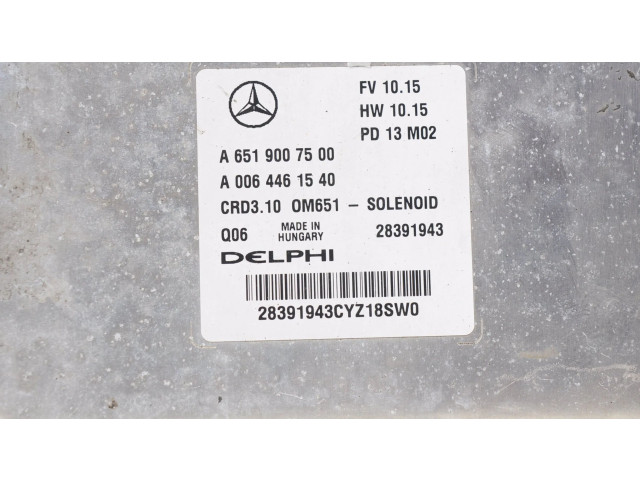 FV 10.15
HW 10.15
PD 13 M02
A 651 900 75 00
A 006 446 15 40
CRD3.10 OM651 - SOLENOID
Q06 MADE IN HUNGARY 28391943
DELPHI
28391943CYZ18SW0